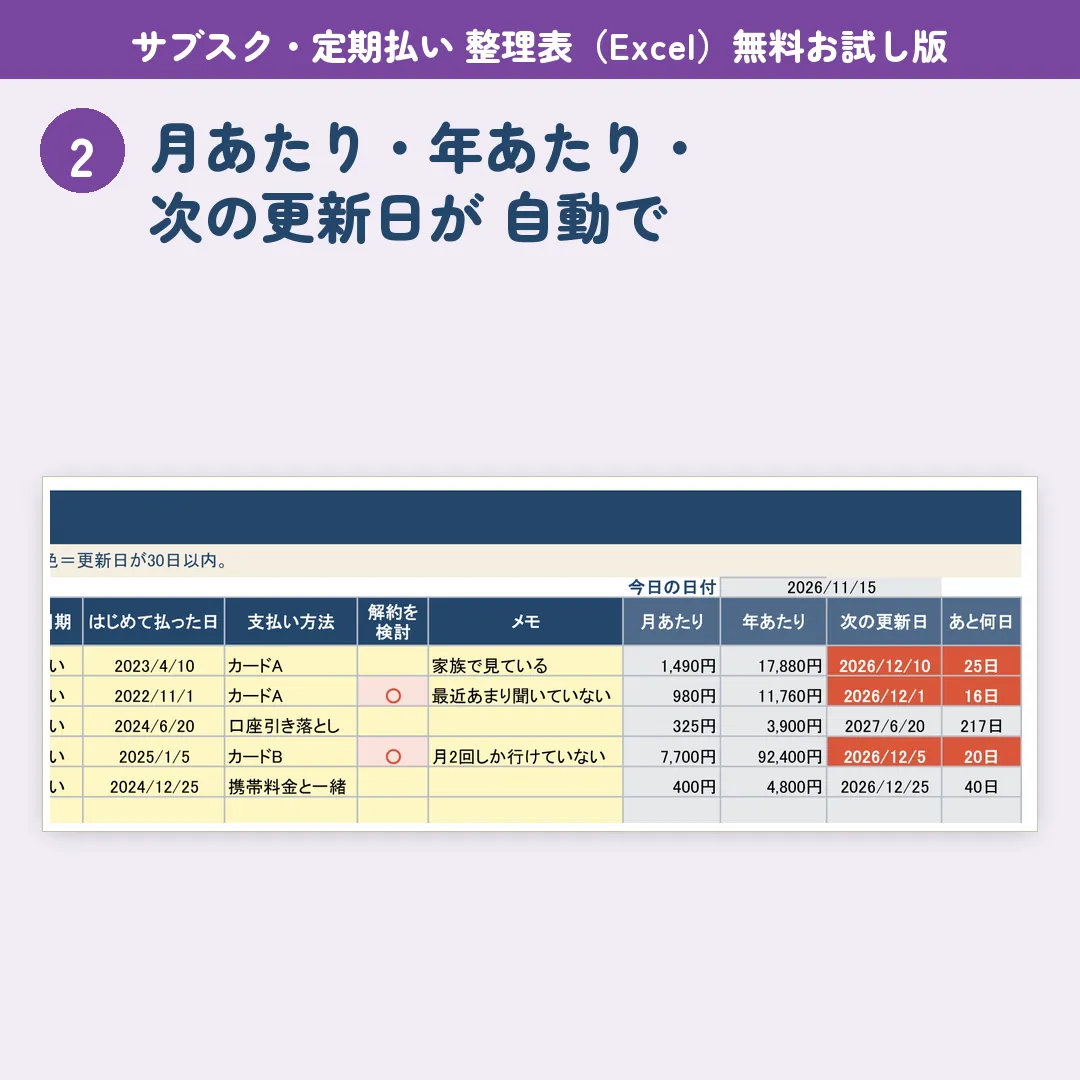 サブスク・定期払い 整理表（Excel）無料お試し版
2
月あたり・年あたり・
次の更新日が 自動で
＝更新日が30日以内。
今日の日付 2026/11/15
期 はじめて払った日 支払い方法 解約を検討 メモ 月あたり 年あたり 次の更新日 あと何日
い 2023/4/10 カードA 家族で見ている 1,490円 17,880円 2026/12/10 25日
い 2022/11/1 カードA ○ 最近あまり聞いていない 980円 11,760円 2026/12/1 16日
い 2024/6/20 口座引き落とし 325円 3,900円 2027/6/20 217日
い 2025/1/5 カードB ○ 月2回しか行けていない 7,700円 92,400円 2026/12/5 20日
い 2024/12/25 携帯料金と一緒 400円 4,800円 2026/12/25 40日